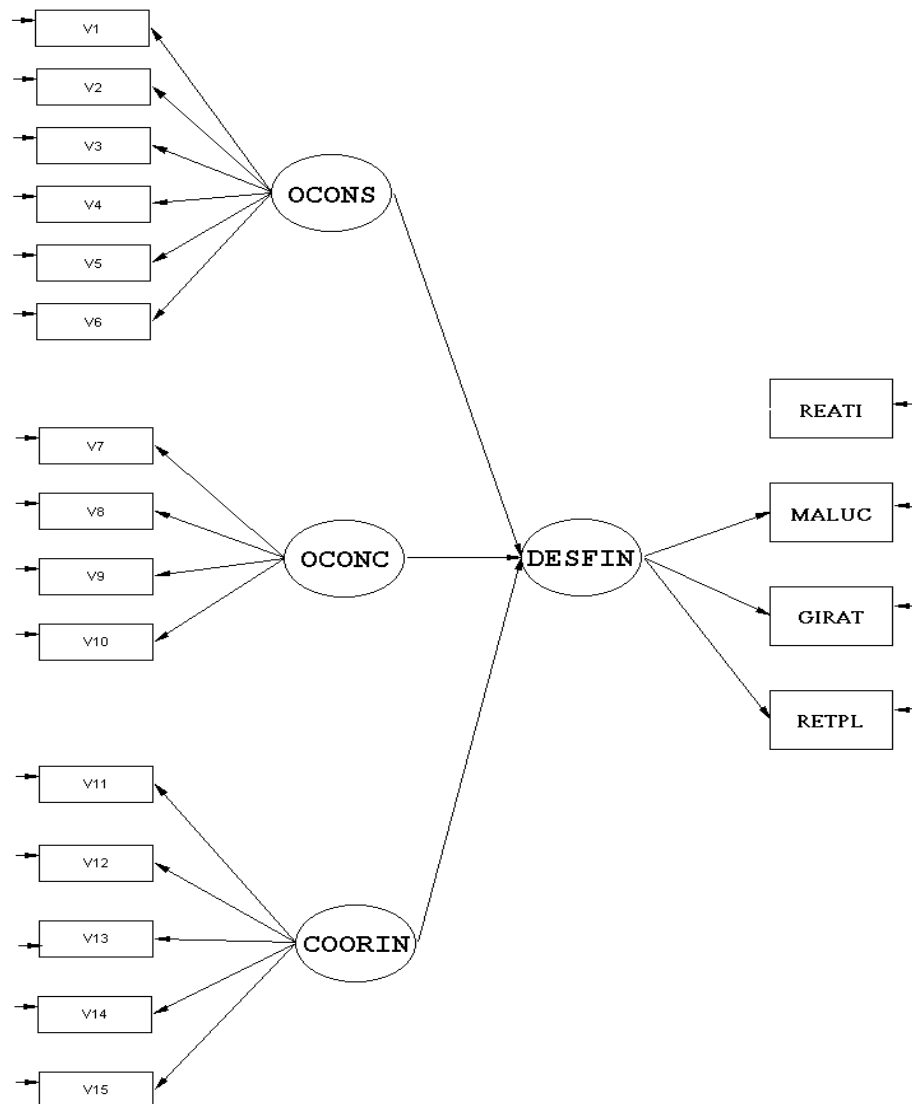 V1
V2
V3
V4
V5
V6
OCONS
V7
V8
V9
V10
OCONC
V11
V12
V13
V14
V15
COORIN
DESFIN
REATI
MALUC
GIRAT
RETPL